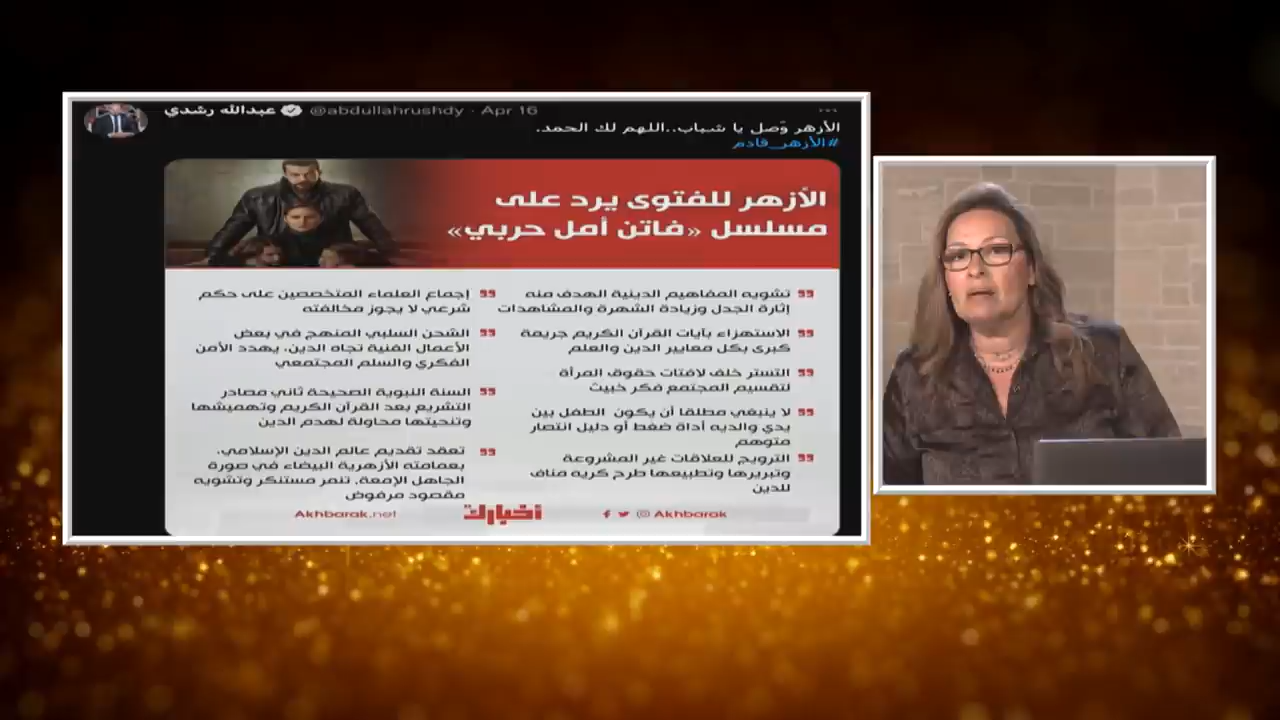 عبدالله رشدي @abdullahrushdy · Apr 16
الأزهر وَصل يا شباب..اللهم لك الحمد.
#الأزهر_قادم
الأزهر للفتوى يرد على
مسلسل «فاتن أمل حربي»
تشويه المفاهيم الدينية الهدف منه
إثارة الجدل وزيادة الشهرة والمشاهدات
الاستهزاء بآيات القرآن الكريم جريمة
كبرى بكل معايير الدين والعلم
التستر خلف لافتات حقوق المرأة
لتقسيم المجتمع فكر خبيث
لا ينبغي مطلقا أن يكون الطفل بين
يدي والديه أداة ضغط أو دليل انتصار
متوهم
الترويج للعلاقات غير المشروعة
وتبريرها وتطبيعها طرح كريه مناف
للدين
إجماع العلماء المتخصصين على حكم
شرعي لا يجوز مخالفته
الشحن السلبي المنهج في بعض
الأعمال الفنية تجاه الدين، يهدد الأمن
الفكري والسلم المجتمعي
السنة النبوية الصحيحة ثاني مصادر
التشريع بعد القرآن الكريم وتهميشها
وتنحيتها محاولة لهدم الدين
تعقد تقديم عالم الدين الإسلامي،
بعمامته الأزهرية البيضاء في صورة
الجاهل الإمعة، تنمر مستنكر وتشويه
مقصود مرفوض
Akhbarak
أخبارك
Akhbarak.net